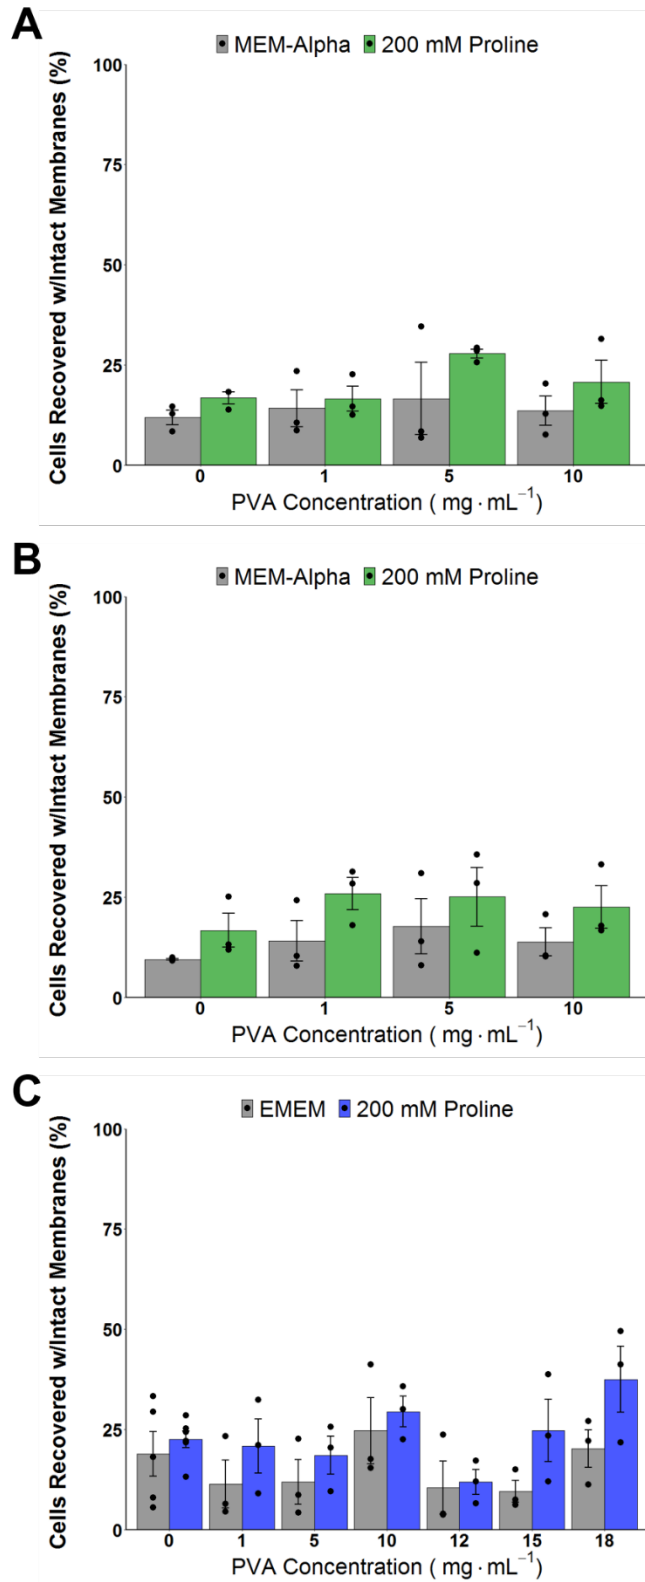 A
MEM-Alpha 200 mM Proline
Cells Recovered w/Intact Membranes (%)
100
75
50
25
0
0 1 5 10
PVA Concentration ( mg · mL⁻¹)
B
MEM-Alpha 200 mM Proline
Cells Recovered w/Intact Membranes (%)
100
75
50
25
0
0 1 5 10
PVA Concentration ( mg · mL⁻¹)
C
EMEM 200 mM Proline
Cells Recovered w/Intact Membranes (%)
100
75
50
25
0
0 1 5 10 12 15 18
PVA Concentration ( mg · mL⁻¹)